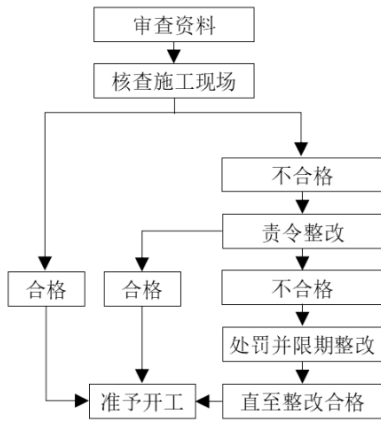 审查资料
核查施工现场
不合格
责令整改
合格
合格
不合格
处罚并限期整改
准予开工
直至整改合格